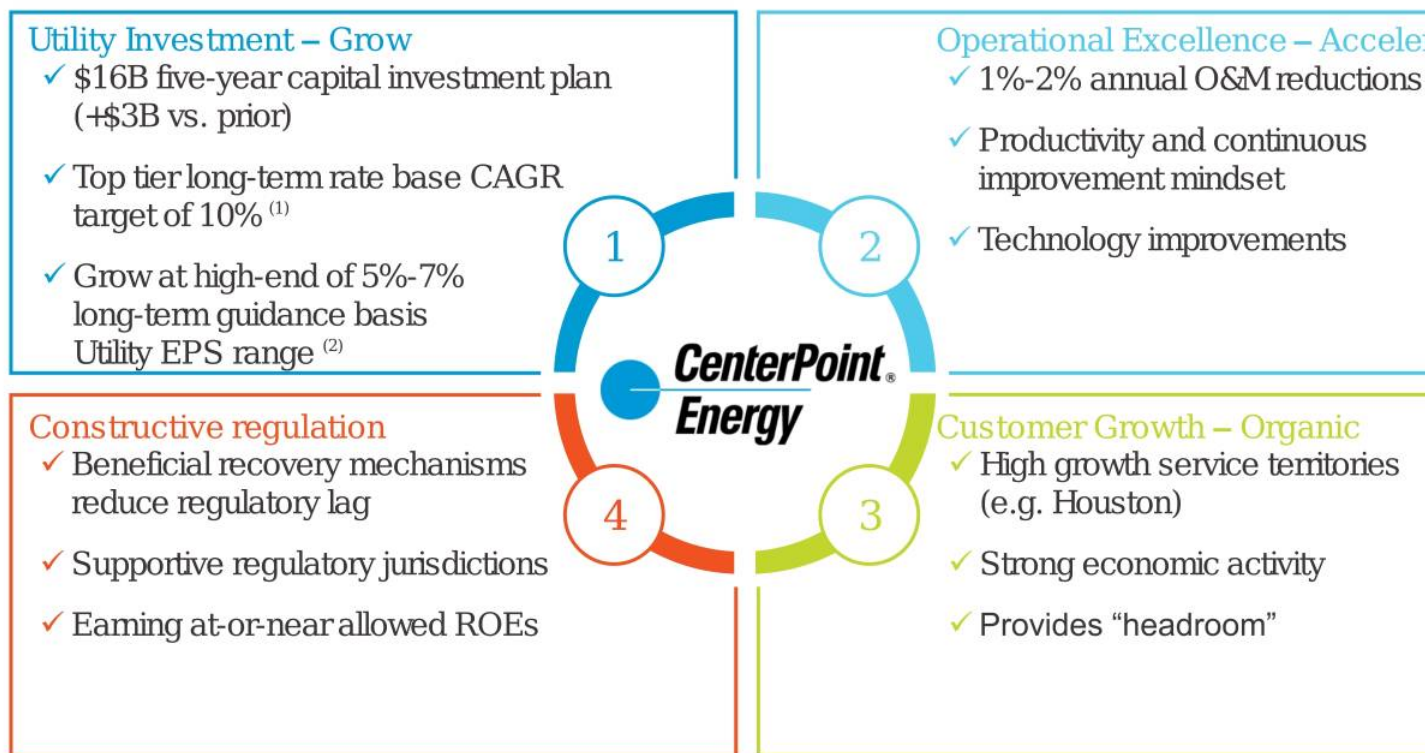 Utility Investment – Grow
✓ $16B five-year capital investment plan
(+$3B vs. prior)
✓ Top tier long-term rate base CAGR
target of 10% (1)
✓ Grow at high-end of 5%-7%
long-term guidance basis
Utility EPS range (2)
Operational Excellence –
✓ 1%-2% annual O&M reductions
✓ Productivity and continuous
improvement mindset
✓ Technology improvements
1
2
CenterPoint®
Energy
Constructive regulation
✓ Beneficial recovery mechanisms
reduce regulatory lag
✓ Supportive regulatory jurisdictions
✓ Earning at-or-near allowed ROEs
4
3
Customer Growth – Organic
✓ High growth service territories
(e.g. Houston)
✓ Strong economic activity
✓ Provides “headroom”